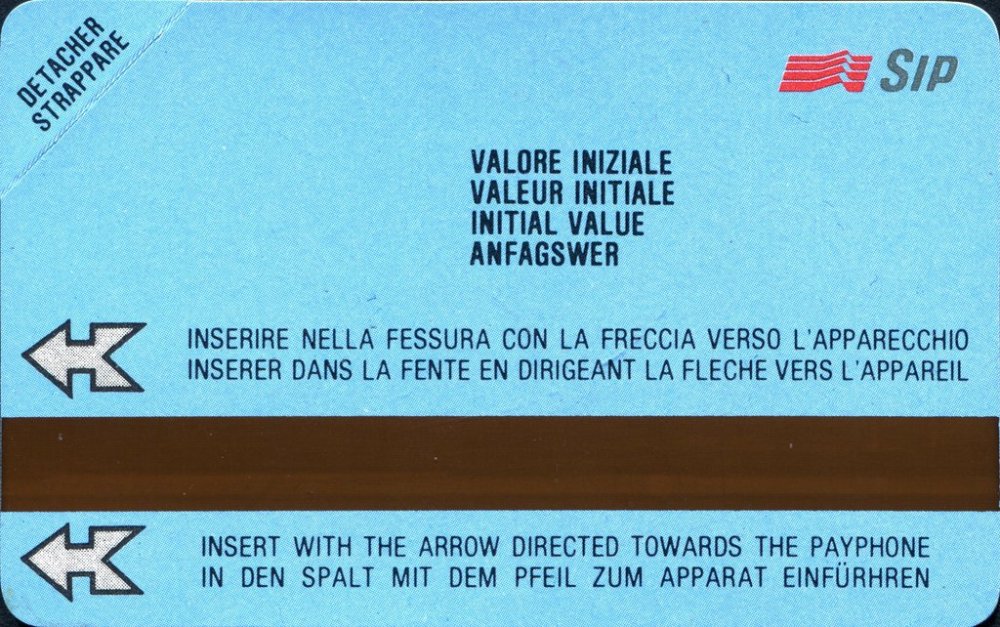 DETACHER
STRAPPARE
SIP
VALORE INIZIALE
VALEUR INITIALE
INITIAL VALUE
ANFAGSWER
INSERIRE NELLA FESSURA CON LA FRECCIA VERSO L'APPARECCHIO
INSERER DANS LA FENTE EN DIRIGEANT LA FLECHE VERS L'APPAREIL
INSERT WITH THE ARROW DIRECTED TOWARDS THE PAYPHONE
IN DEN SPALT MIT DEM PFEIL ZUM APPARAT EINFÜRHREN